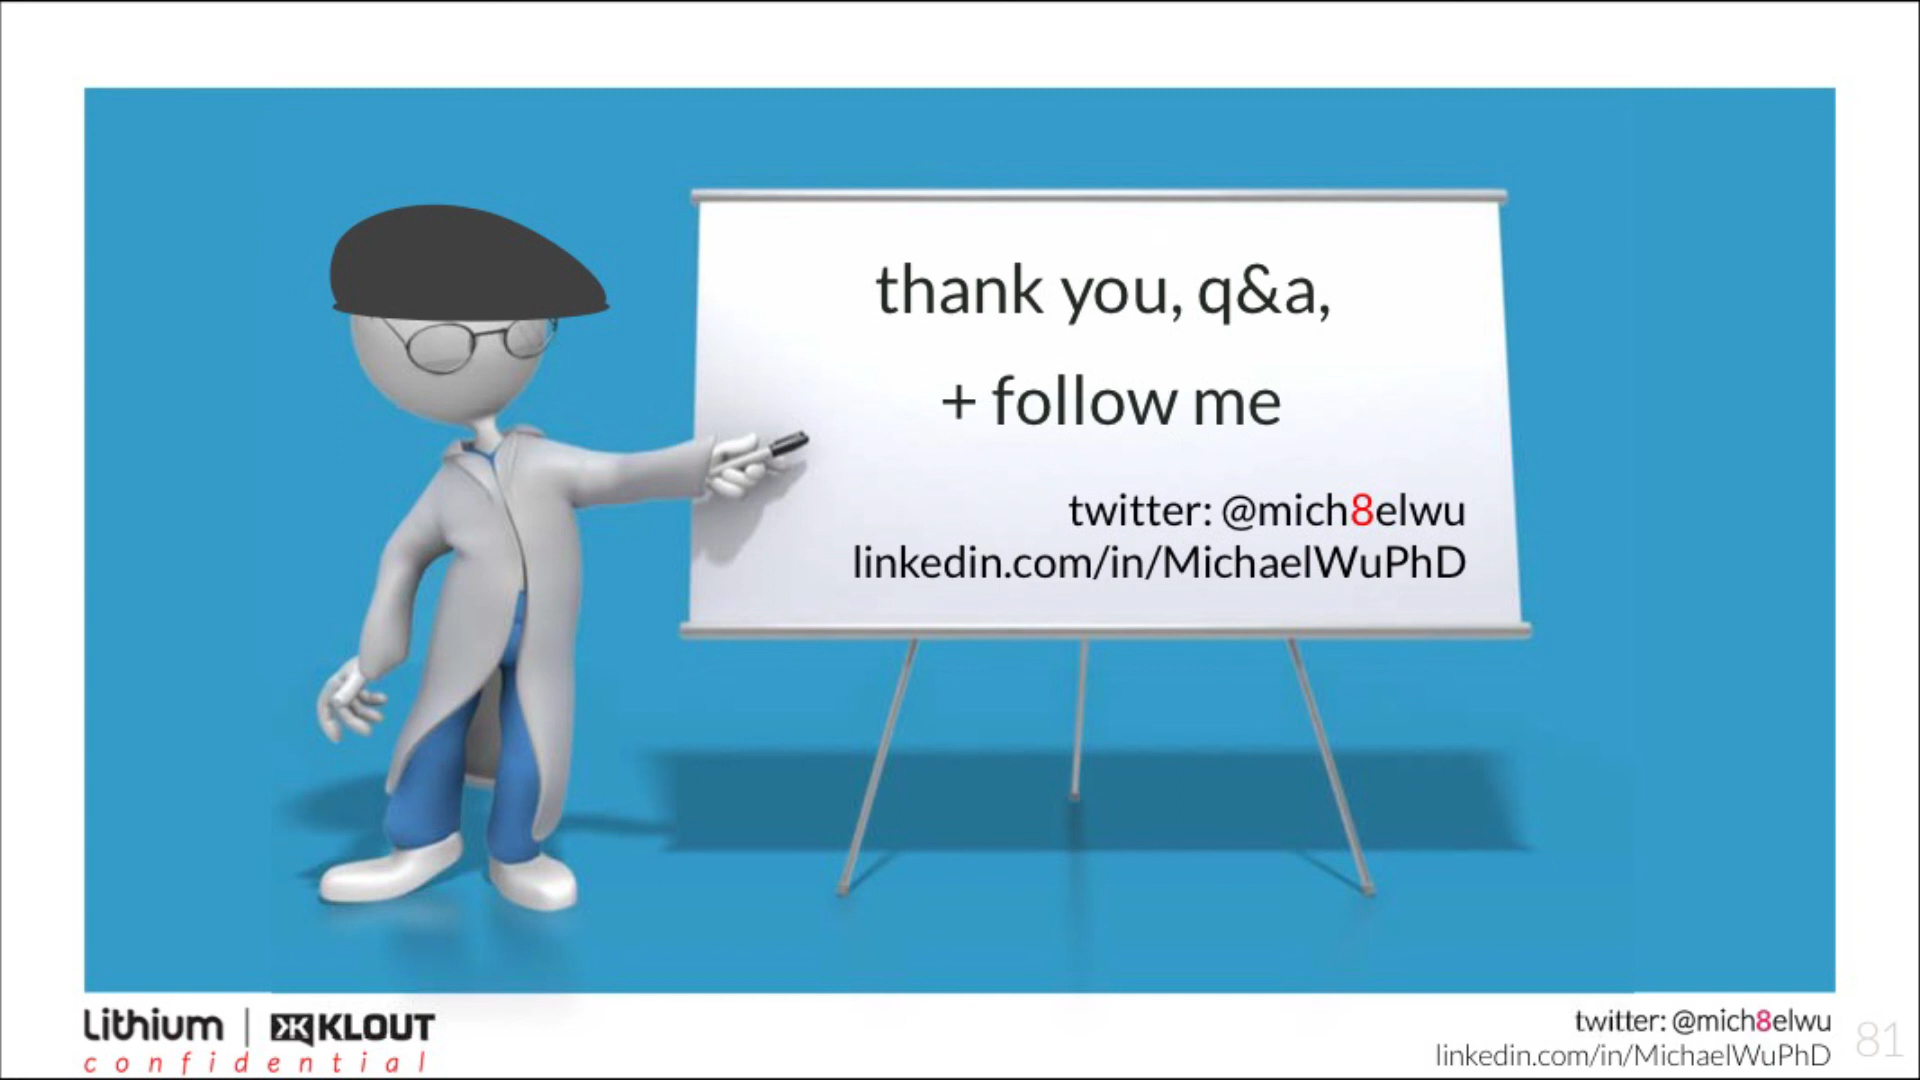 thank you, q&a,
+ follow me
twitter: @mich8elwu
linkedin.com/in/MichaelWuPhD
Lithium | KLOUT
confidential
twitter: @mich8elwu
linkedin.com/in/MichaelWuPhD
81